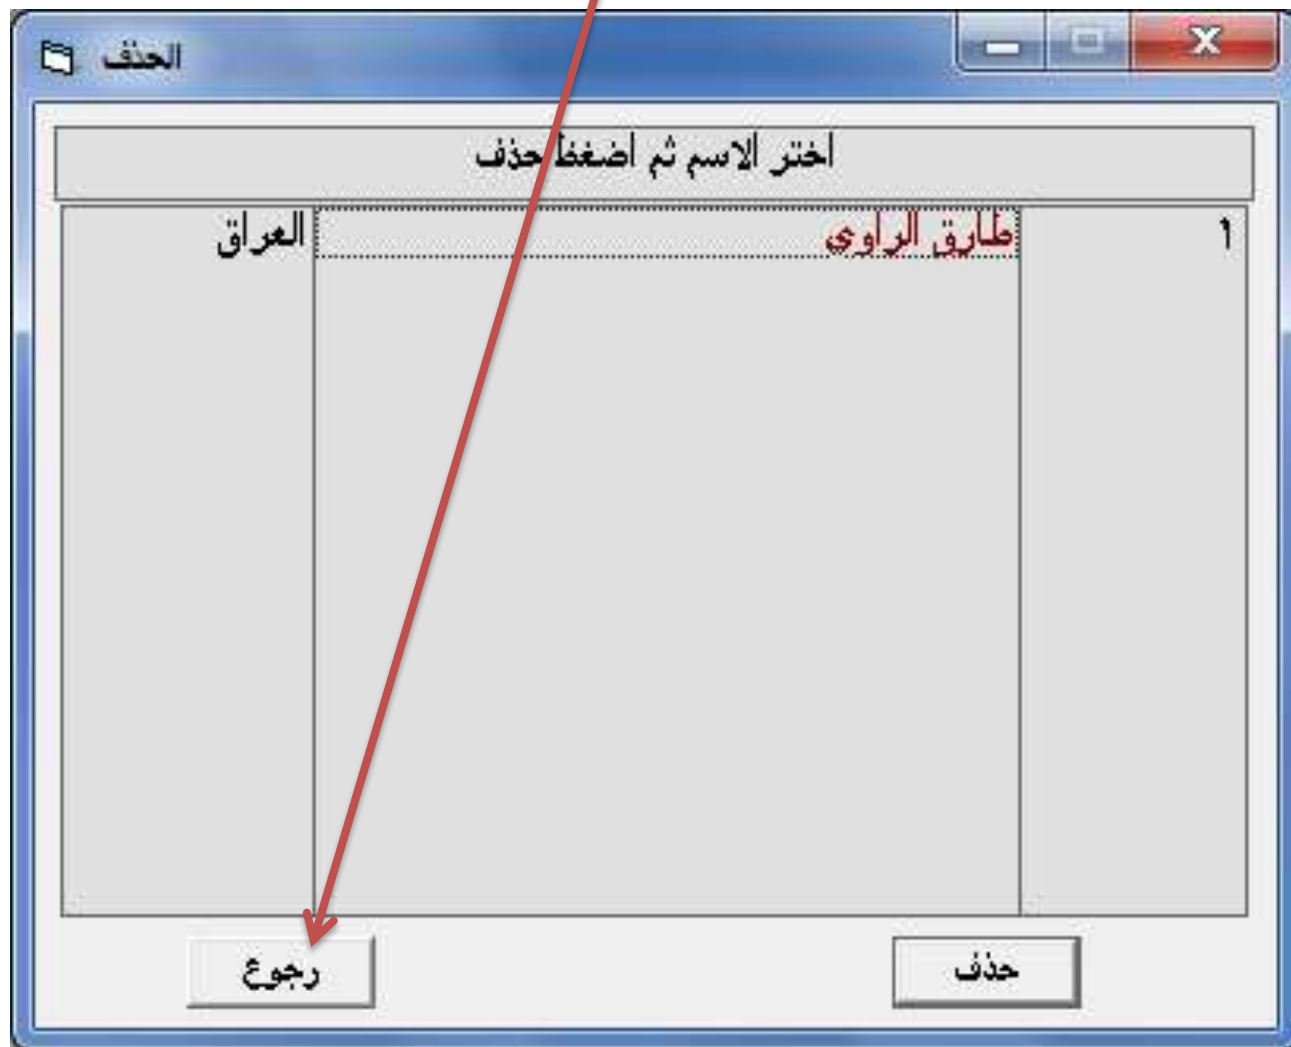 الحذف
اختر الاسم ثم اضغط حذف
١ طارق الراوي العراق
حذف رجوع